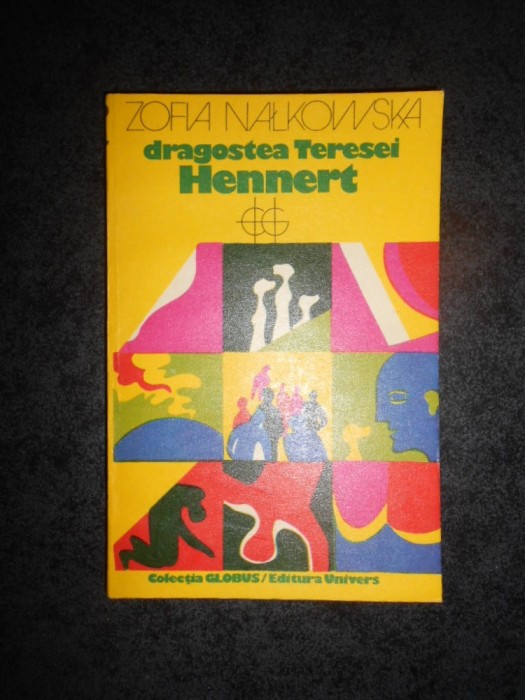 ZOFIA NAŁKOWSKA
dragostea Teresei
Hennert
Colecția GLOBUS/Editura Univers